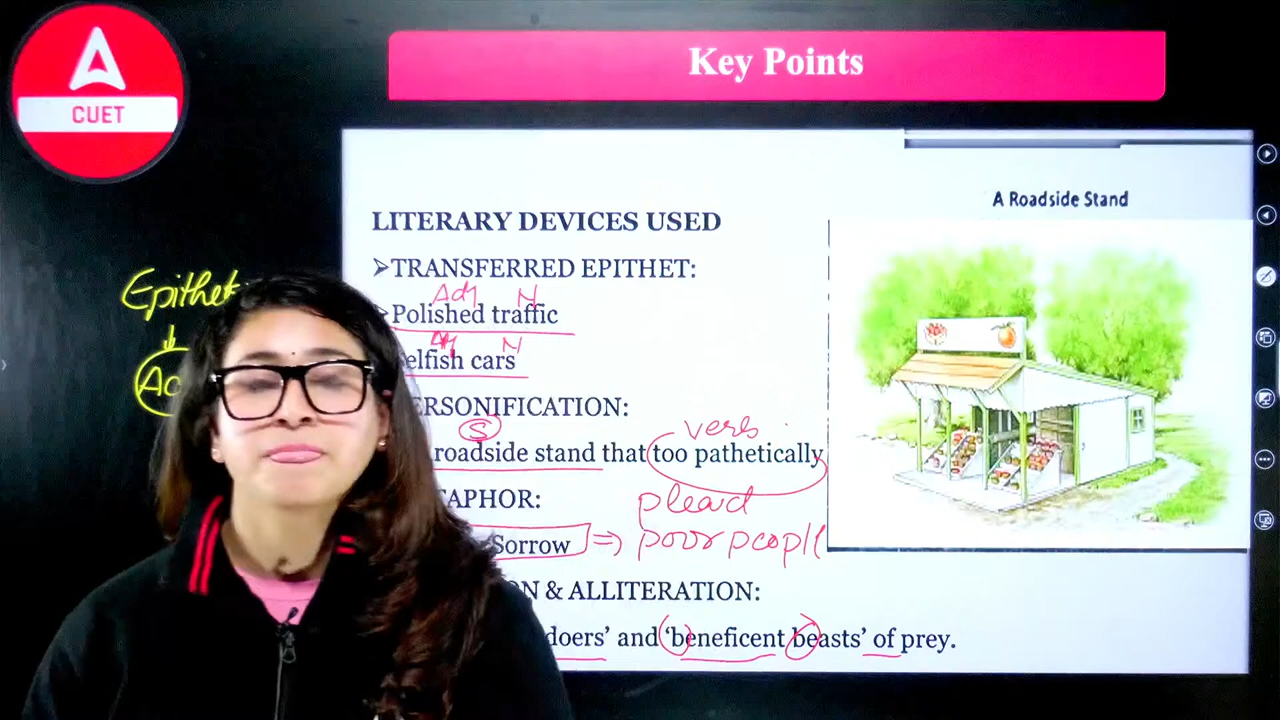 CUET
Key Points
A Roadside Stand
LITERARY DEVICES USED
➢TRANSFERRED EPITHET:
Epithet
Adj N
Polished traffic
N
elfish cars
ERSONIFICATION:
S
verb
roadside stand that too pathetically
plead
TAPHOR:
Sorrow => poor people
ON & ALLITERATION:
doers’ and ‘beneficent beasts’ of prey.